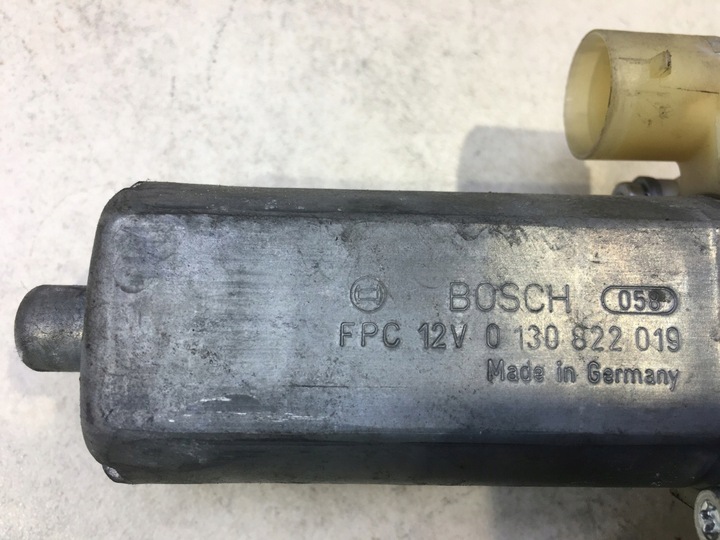 BOSCH 058
FPC 12V 0 130 822 019
Made in Germany